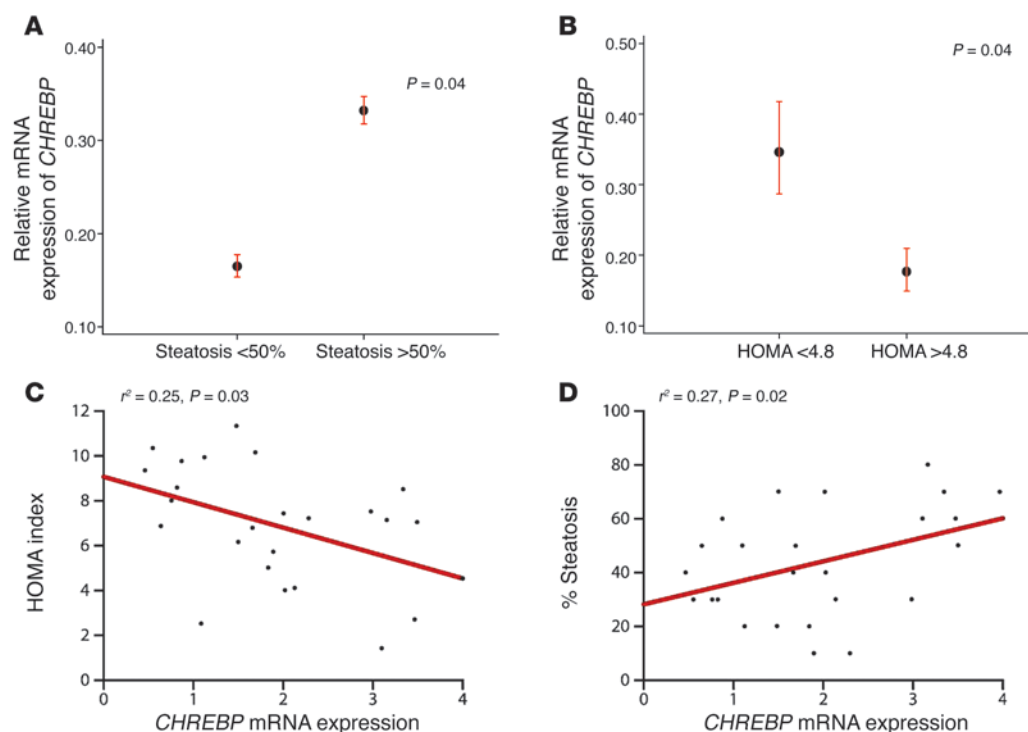 A
Relative mRNA
expression of CHREBP
0.40
0.30
0.20
0.10
P = 0.04
Steatosis <50%
Steatosis >50%
B
Relative mRNA
expression of CHREBP
0.50
0.40
0.30
0.20
0.10
P = 0.04
HOMA <4.8
HOMA >4.8
C
r² = 0.25, P = 0.03
HOMA index
12
10
8
6
4
2
0
0 1 2 3 4
CHREBP mRNA expression
D
r² = 0.27, P = 0.02
% Steatosis
100
80
60
40
20
0
0 1 2 3 4
CHREBP mRNA expression